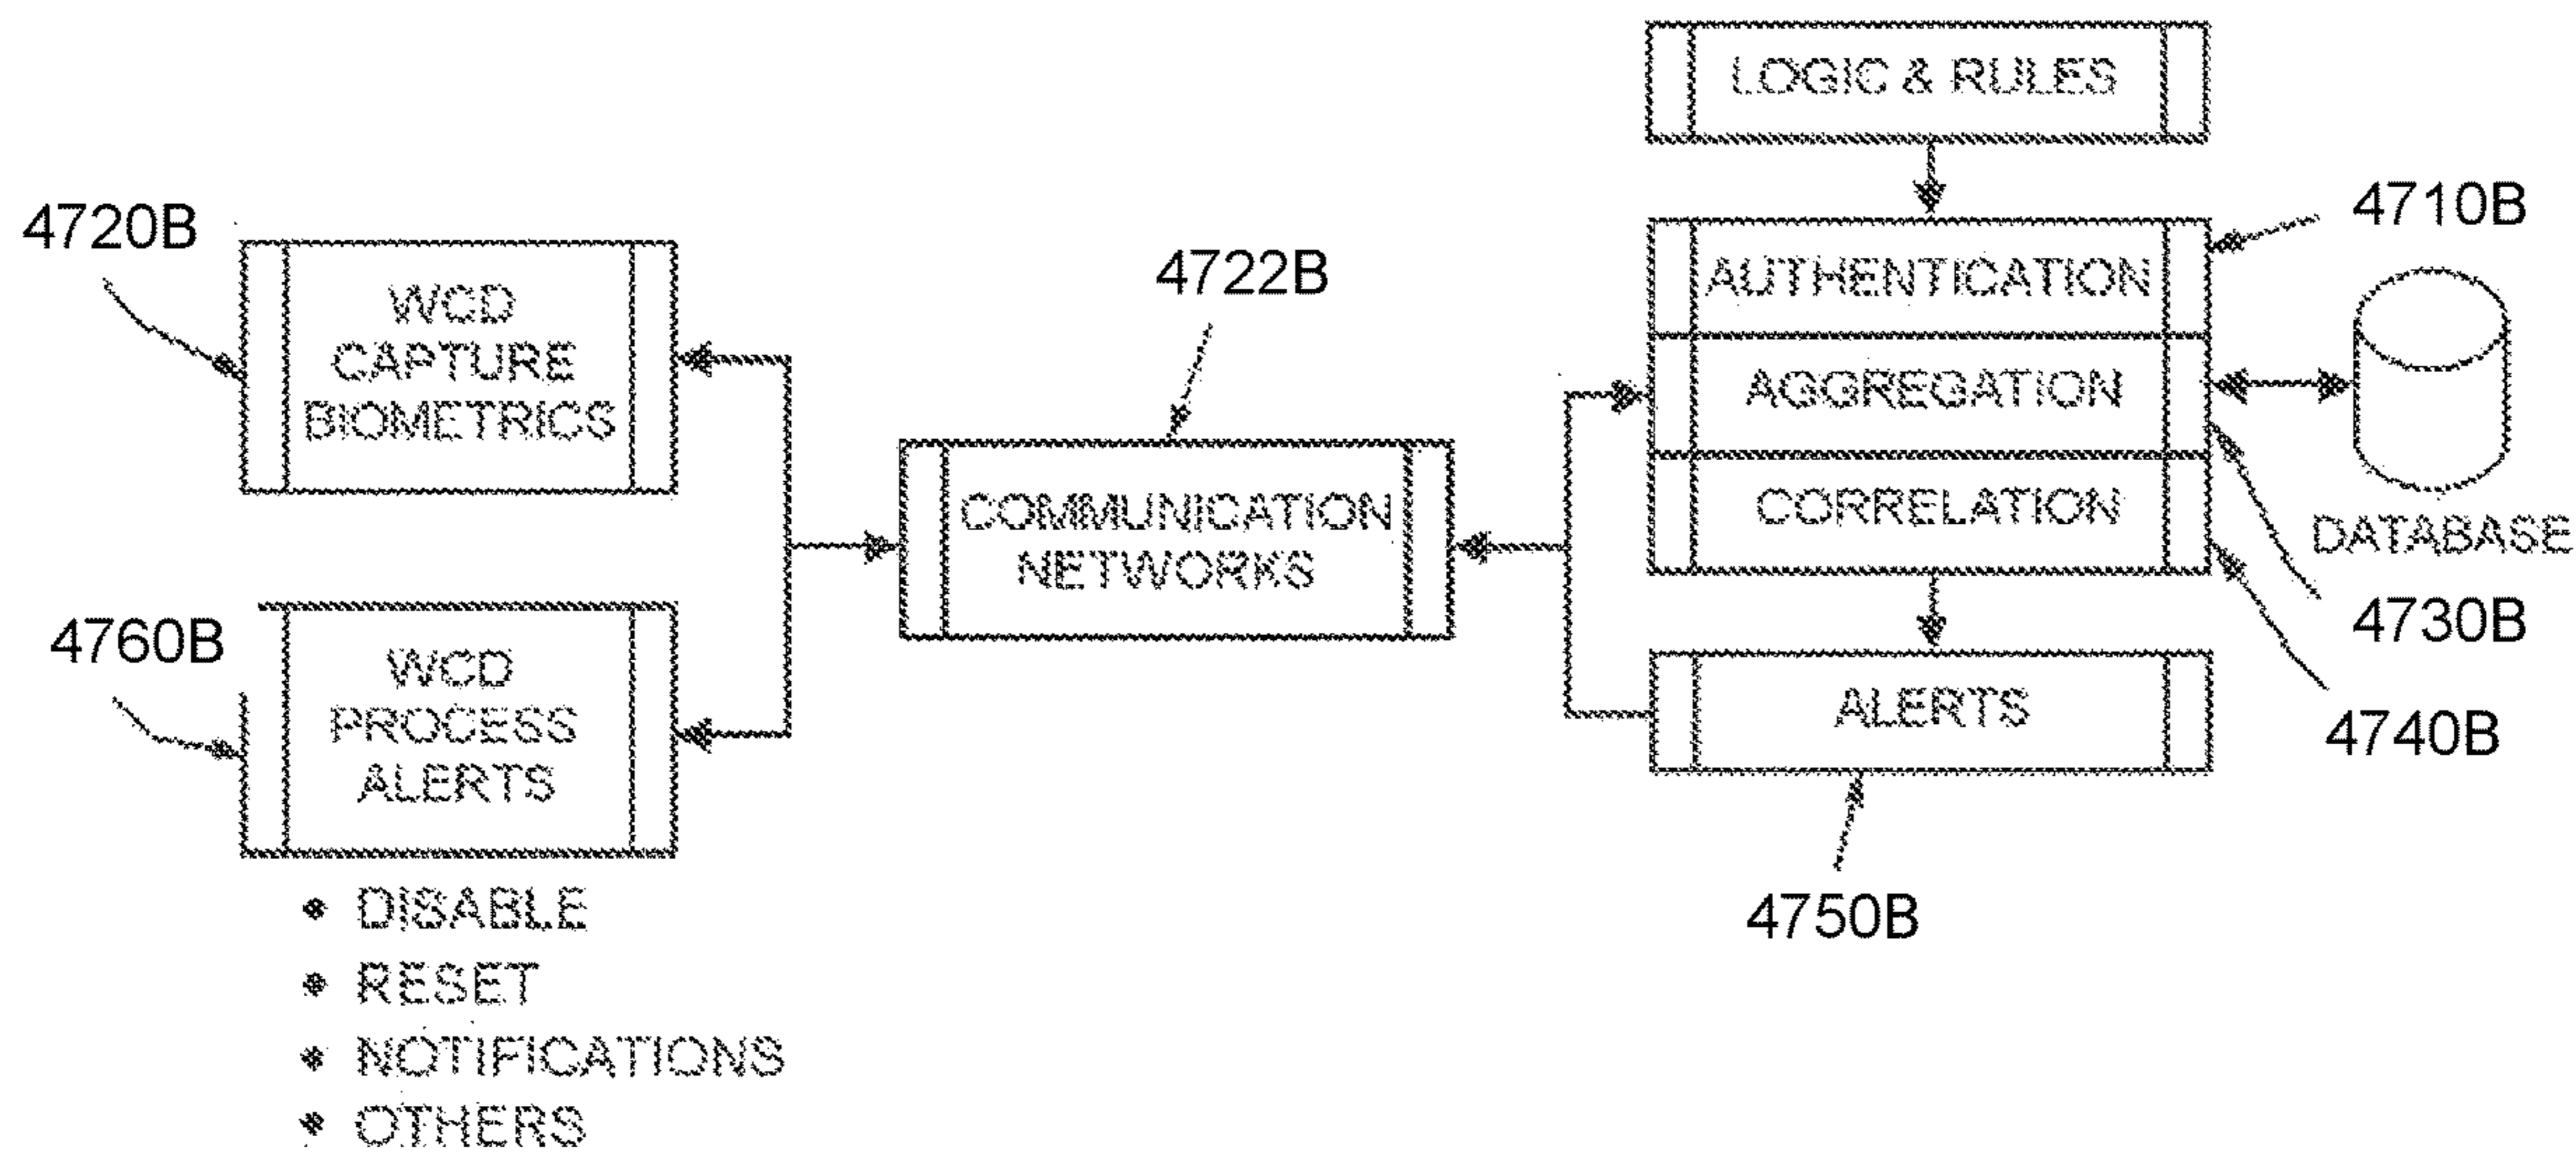 LOGIC & RULES
4710B
4720B
WCD
CAPTURE
BIOMETRICS
4722B
AUTHENTICATION
AGGREGATION
CORRELATION
DATABASE
COMMUNICATION
NETWORKS
4730B
4740B
4760B
WCD
PROCESS
ALERTS
ALERTS
4750B
• DISABLE
• RESET
• NOTIFICATIONS
• OTHERS